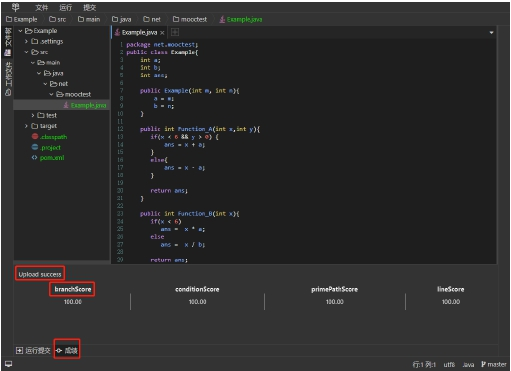 文件 运行 成绩 提交
Example src main java net mooctest Example.java
文件树
Example
.settings
src
main
java
net
mooctest
Example.java
test
target
.classpath
.project
pom.xml
Example.java ×
1 package net.mooctest;
2 public class Example{
3 int a;
4 int b;
5 int ans;
6
7 public Example(int m, int n){
8 a = m;
9 b = n;
10 }
11
12 public int Function_A(int x,int y){
13 if(x < 6 && y > 0) {
14 ans = x + a;
15 }
16 else{
17 ans = x - a;
18 }
19
20 return ans;
21 }
22
23 public int Function_B(int x){
24 if(x < 6)
25 ans = x * a;
26 else
27 ans = x / b;
28
29 return ans;
Upload success
branchScore conditionScore primePathScore lineScore
100.00 100.00 100.00 100.00
运行提交 成绩
行:1 列:1 utf8 .java master